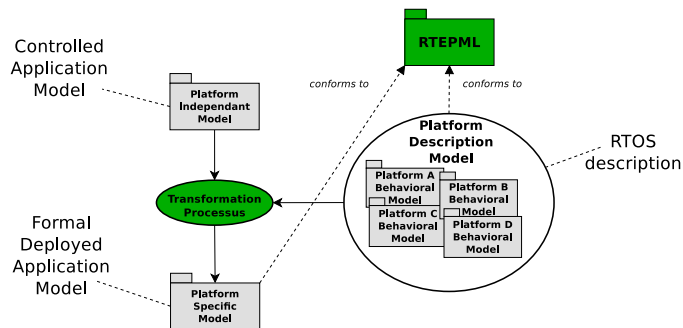 Controlled
Application
Model
Platform
Independant
Model
RTEPML
conforms to
conforms to
Platform
Description
Model
RTOS
description
Platform A
Behavioral
Model
Platform B
Behavioral
Model
Platform C
Behavioral
Model
Platform D
Behavioral
Model
Transformation
Processus
Formal
Deployed
Application
Model
Platform
Specific
Model